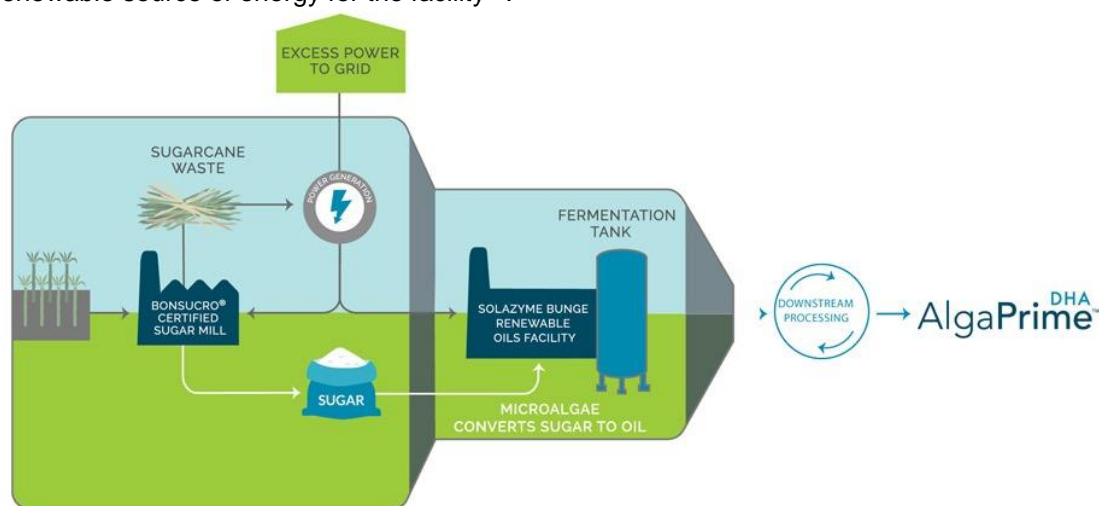 EXCESS POWER
TO GRID
SUGARCANE
WASTE
POWER GENERATION
FERMENTATION
TANK
BONSUCRO®
CERTIFIED
SUGAR MILL
SOLAZYME BUNGE
RENEWABLE
OILS FACILITY
SUGAR
MICROALGAE
CONVERTS SUGAR TO OIL
DOWNSTREAM
PROCESSING
AlgaPrime™ DHA